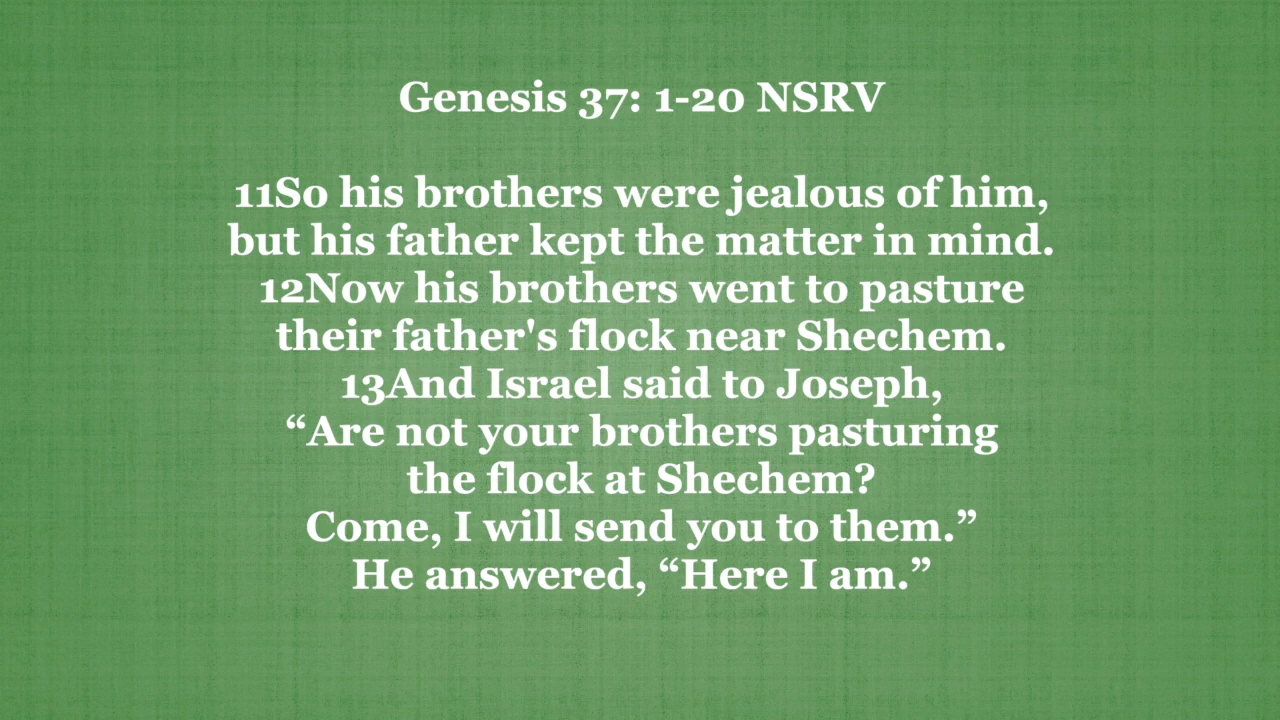 Genesis 37: 1-20 NSRV
11So his brothers were jealous of him,
but his father kept the matter in mind.
12Now his brothers went to pasture
their father's flock near Shechem.
13And Israel said to Joseph,
“Are not your brothers pasturing
the flock at Shechem?
Come, I will send you to them.”
He answered, “Here I am.”